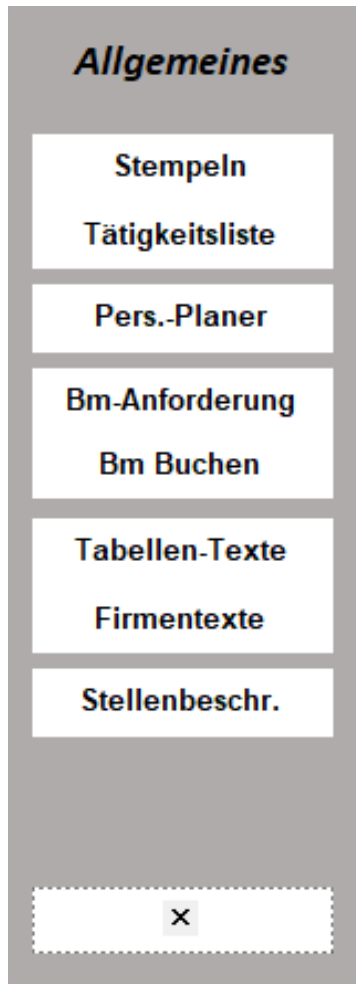 Allgemeines
Stempeln
Tätigkeitsliste
Pers.-Planer
Bm-Anforderung
Bm Buchen
Tabellen-Texte
Firmentexte
Stellenbeschr.